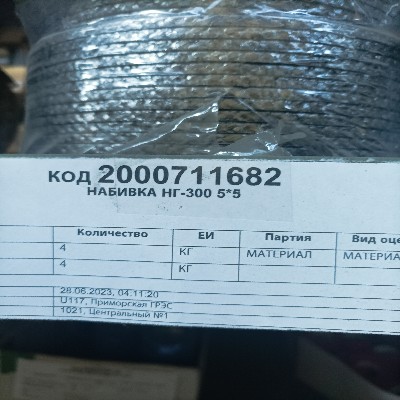 код 2000711682
НАБИВКА НГ-300 5*5
Количество ЕИ Партия Вид оце
4 КГ МАТЕРИАЛ МАТЕРИА
4 КГ
28.06.2023, 04.11.20
U117, Приморская ГРЭС
1021, Центральный №1